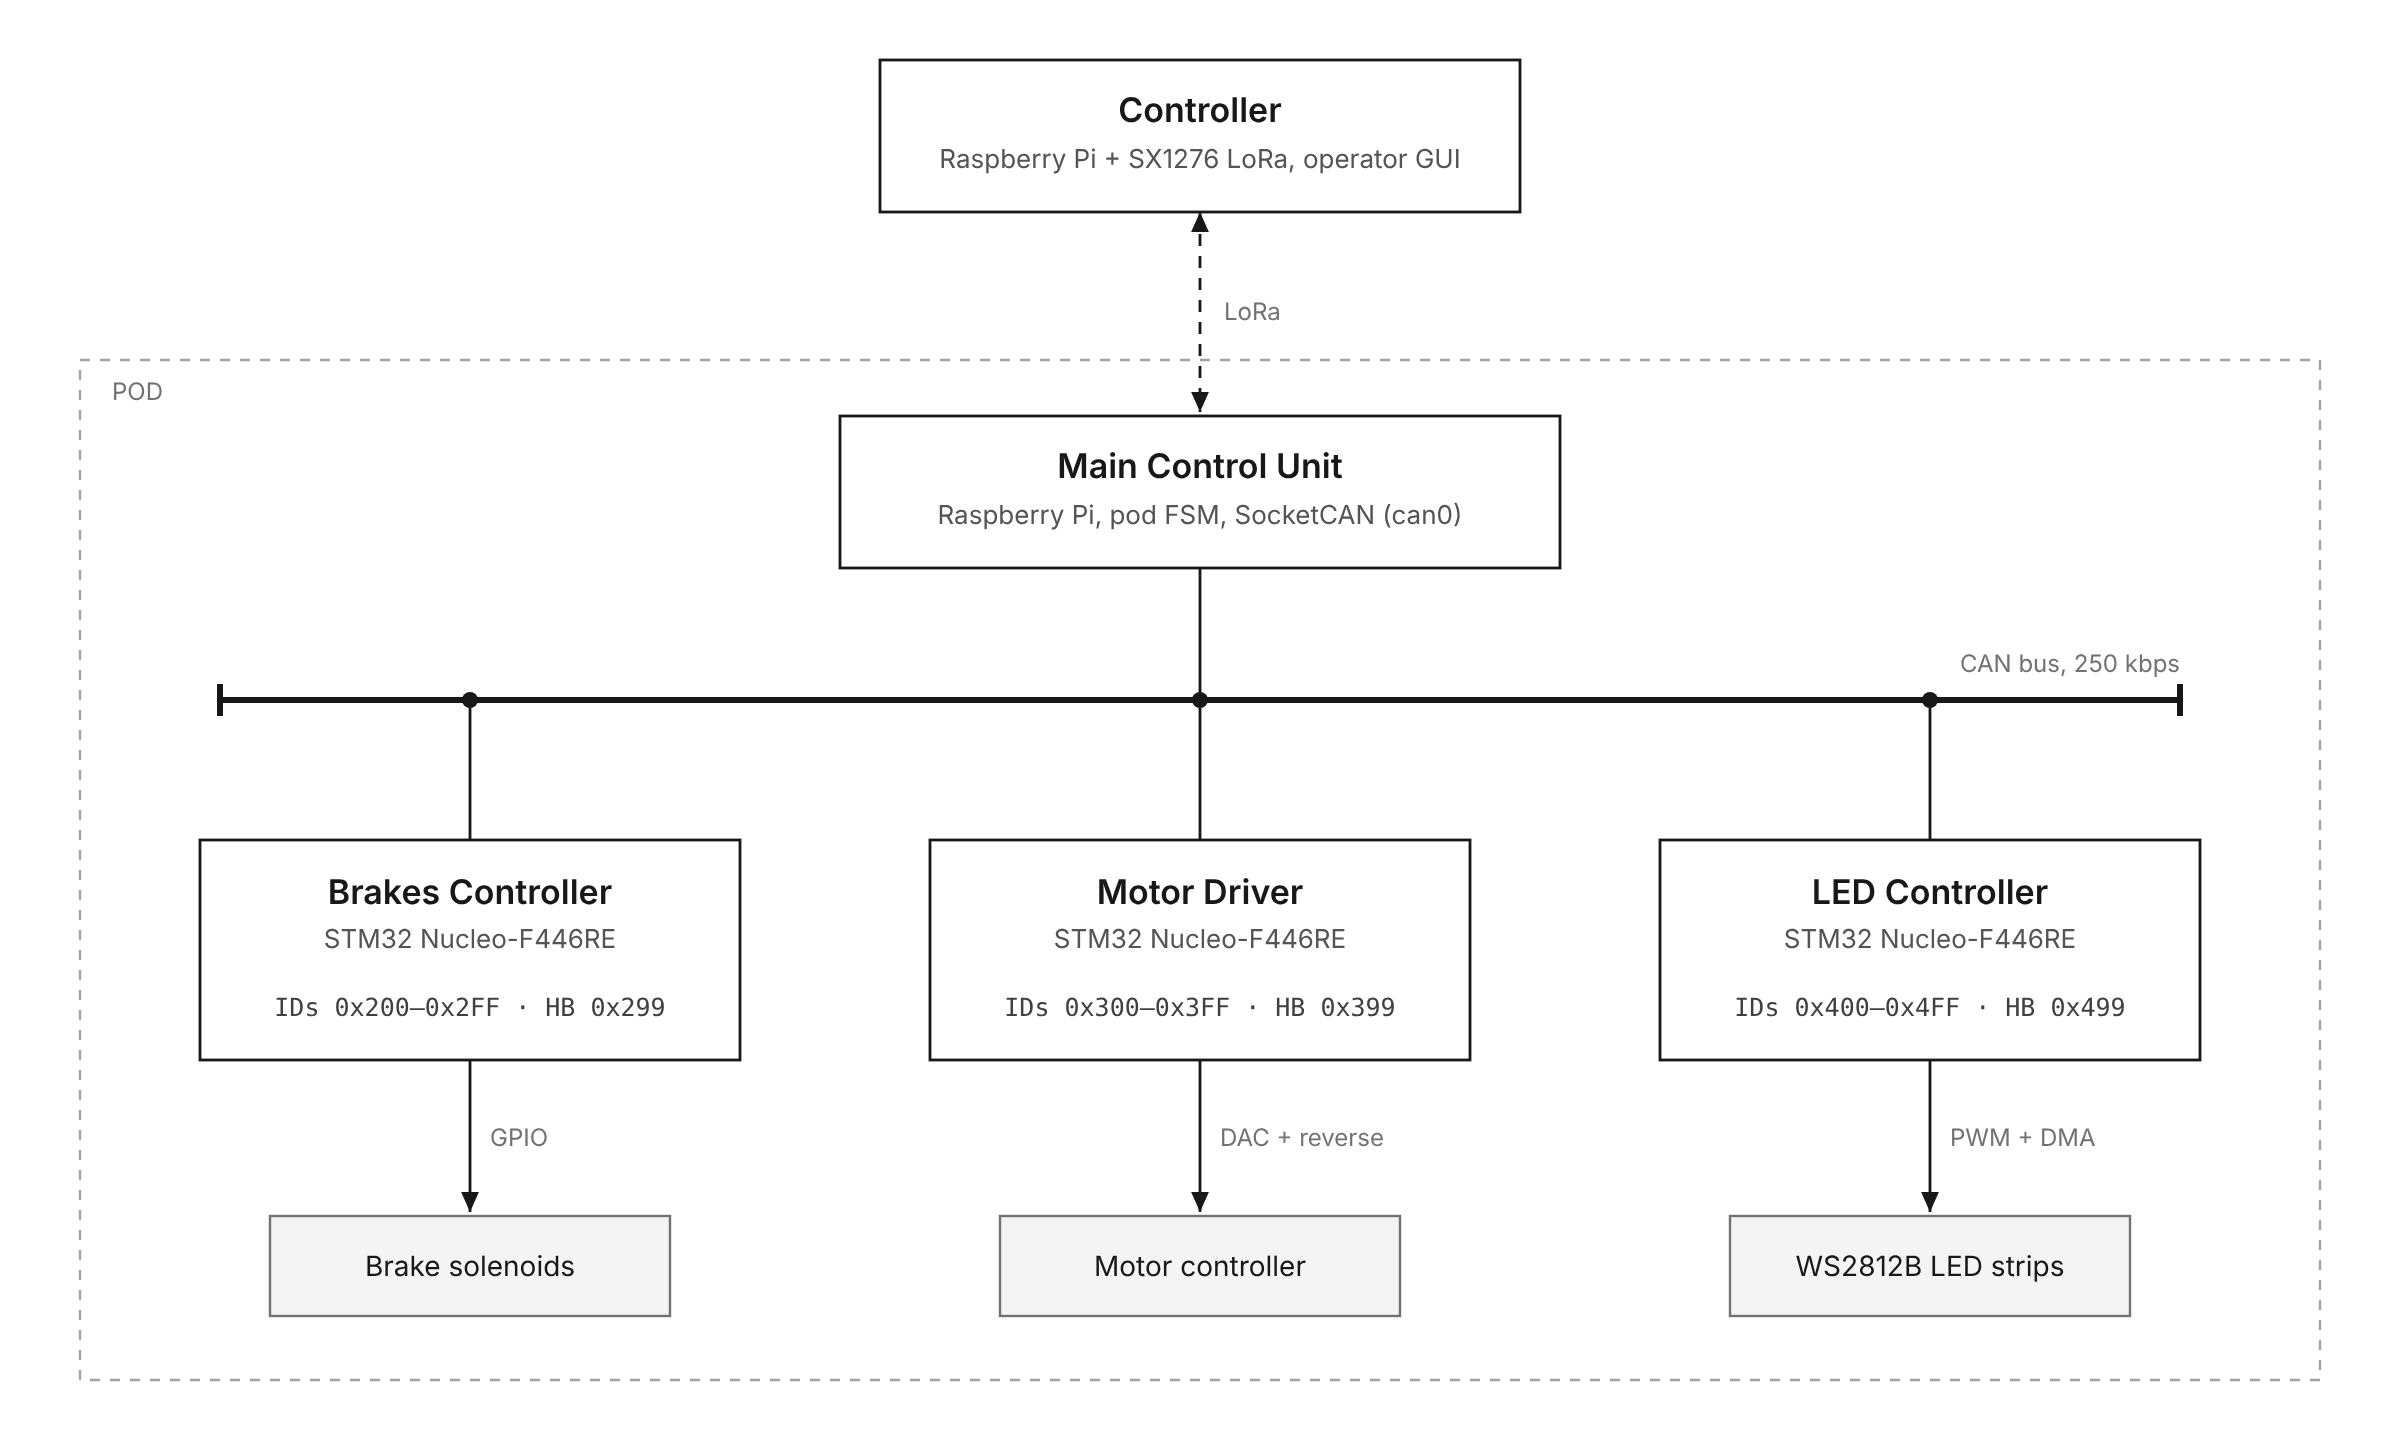 Controller
Raspberry Pi + SX1276 LoRa, operator GUI
LoRa
POD
Main Control Unit
Raspberry Pi, pod FSM, SocketCAN (can0)
CAN bus, 250 kbps
Brakes Controller
STM32 Nucleo-F446RE
IDs 0x200–0x2FF · HB 0x299
Motor Driver
STM32 Nucleo-F446RE
IDs 0x300–0x3FF · HB 0x399
LED Controller
STM32 Nucleo-F446RE
IDs 0x400–0x4FF · HB 0x499
GPIO
DAC + reverse
PWM + DMA
Brake solenoids
Motor controller
WS2812B LED strips